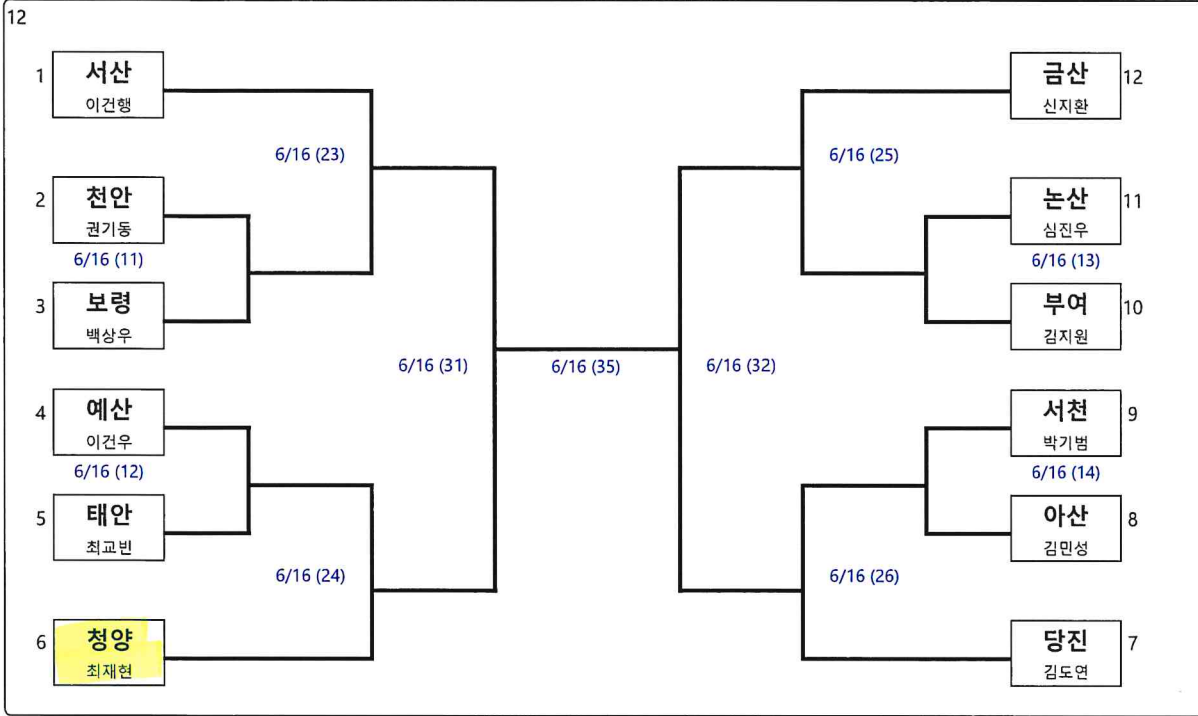 12
1
서산
이건행
6/16 (23)
2
천안
권기동
6/16 (11)
3
보령
백상우
6/16 (31)
4
예산
이건우
6/16 (12)
5
태안
최교빈
6/16 (24)
6
청양
최재현
6/16 (35)
금산
12
신지환
6/16 (25)
논산
11
심진우
6/16 (13)
부여
10
김지원
6/16 (32)
서천
9
박기범
6/16 (14)
아산
8
김민성
6/16 (26)
당진
7
김도연